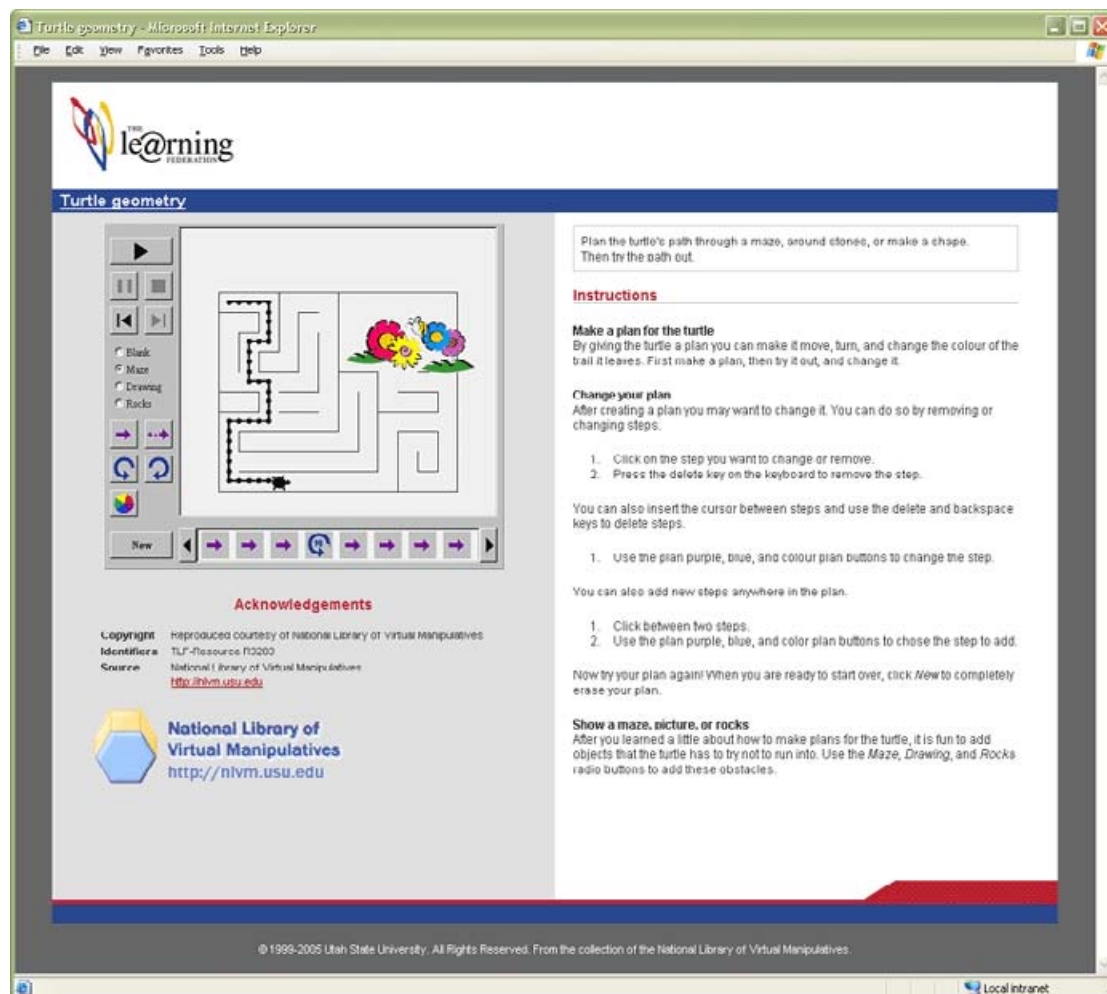 Turtle geometry - Microsoft Internet Explorer
File Edit View Favorites Tools Help
THE
le@rning
FEDERATION
Turtle geometry
Blank
Maze
Drawing
Rocks
New
90
Acknowledgements
Copyright Reproduced courtesy of National Library of Virtual Manipulatives
Identifiers TLF-Resource R3263
Source National Library of Virtual Manipulatives
http://nlvm.usu.edu
National Library of
Virtual Manipulatives
http://nlvm.usu.edu
Plan the turtle's path through a maze, around stones, or make a shape.
Then try the path out.
Instructions
Make a plan for the turtle
By giving the turtle a plan you can make it move, turn, and change the colour of the
trail it leaves. First make a plan, then try it out, and change it.
Change your plan
After creating a plan you may want to change it. You can do so by removing or
changing steps.
1. Click on the step you want to change or remove.
2. Press the delete key on the keyboard to remove the step.
You can also insert the cursor between steps and use the delete and backspace
keys to delete steps.
1. Use the plan purple, blue, and colour plan buttons to change the step.
You can also add new steps anywhere in the plan.
1. Click between two steps.
2. Use the plan purple, blue, and color plan buttons to chose the step to add.
Now try your plan again! When you are ready to start over, click New to completely
erase your plan.
Show a maze, picture, or rocks
After you learned a little about how to make plans for the turtle, it is fun to add
objects that the turtle has to try not to run into. Use the Maze, Drawing, and Rocks
radio buttons to add these obstacles.
© 1999-2005 Utah State University. All Rights Reserved. From the collection of the National Library of Virtual Manipulatives.
Local intranet